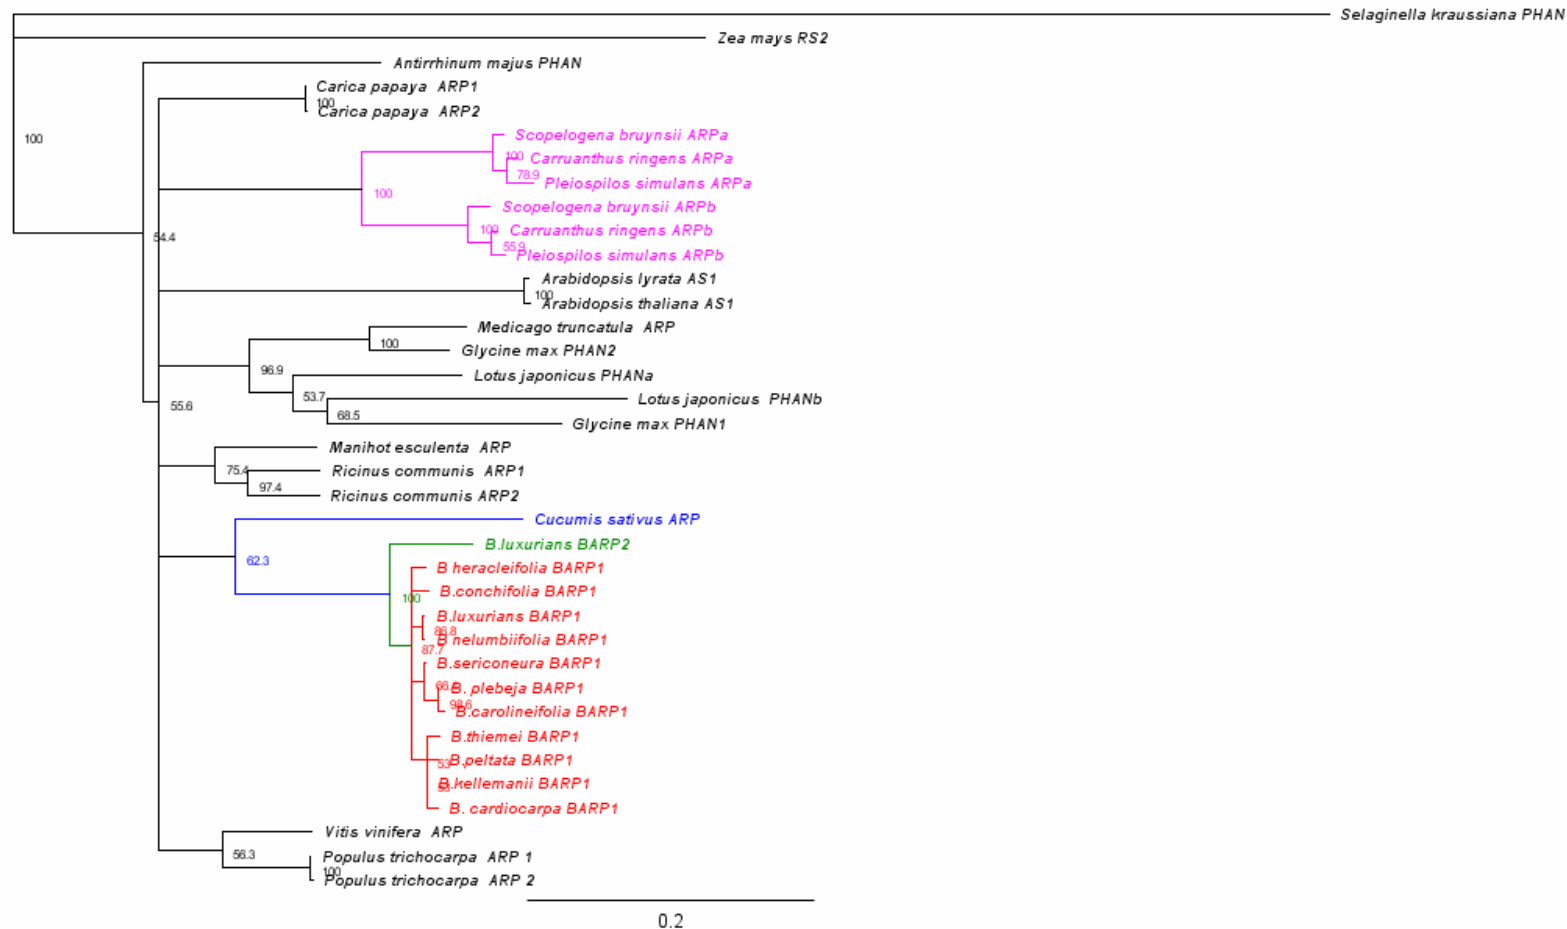 Selaginella kraussiana PHAN
Zea mays RS2
Antirrhinum majus PHAN
Carica papaya ARP1
100
Carica papaya ARP2
100
Scopelogena bruynsii ARPa
100
Carruanthus ringens ARPa
78.9
Pleiospilos simulans ARPa
100
Scopelogena bruynsii ARPb
100
Carruanthus ringens ARPb
54.4
55.9
Pleiospilos simulans ARPb
Arabidopsis lyrata AS1
100
Arabidopsis thaliana AS1
Medicago truncatula ARP
100
Glycine max PHAN2
96.9
Lotus japonicus PHANa
53.7
Lotus japonicus PHANb
55.6
68.5
Glycine max PHAN1
Manihot esculenta ARP
75.4
Ricinus communis ARP1
97.4
Ricinus communis ARP2
Cucumis sativus ARP
B.luxurians BARP2
62.3
B heracleifolia BARP1
B.conchifolia BARP1
100
B.luxurians BARP1
86.8
B nelumbiifolia BARP1
87.7
B.sericoneura BARP1
B. plebeja BARP1
98.6
B.carolineifolia BARP1
B.thiemei BARP1
B.peltata BARP1
53
B.kellemanii BARP1
B. cardiocarpa BARP1
Vitis vinifera ARP
56.3
Populus trichocarpa ARP 1
100
Populus trichocarpa ARP 2
0.2